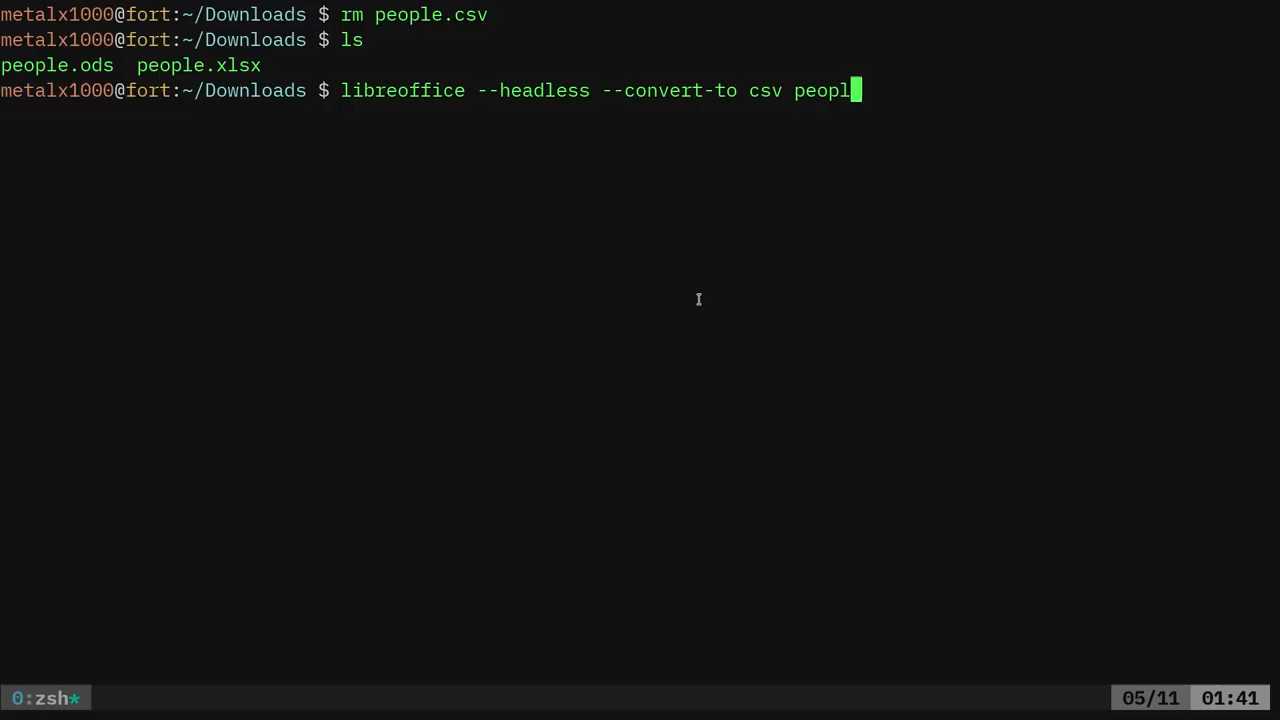 metalx1000@fort:~/Downloads $ rm people.csv
metalx1000@fort:~/Downloads $ ls
people.ods  people.xlsx
metalx1000@fort:~/Downloads $ libreoffice --headless --convert-to csv peopl
0:zsh* 05/11 01:41